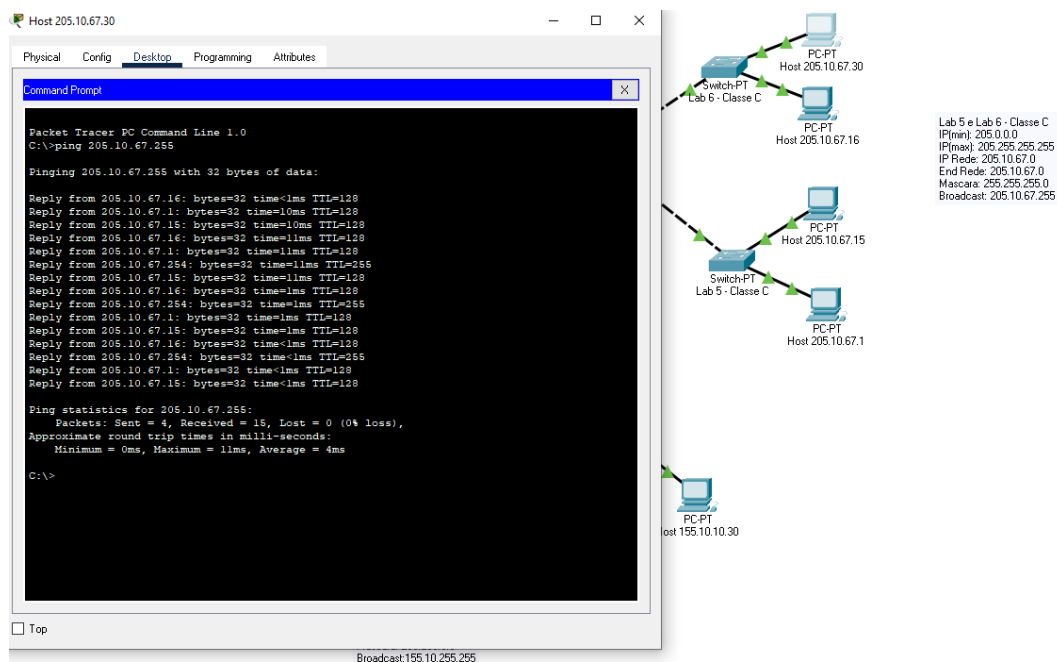 Host 205.10.67.30
Physical Config Desktop Programming Attributes
Command Prompt
X
Packet Tracer PC Command Line 1.0
C:\>ping 205.10.67.255
Pinging 205.10.67.255 with 32 bytes of data:
Reply from 205.10.67.16: bytes=32 time<1ms TTL=128
Reply from 205.10.67.1: bytes=32 time=10ms TTL=128
Reply from 205.10.67.15: bytes=32 time=10ms TTL=128
Reply from 205.10.67.16: bytes=32 time=11ms TTL=128
Reply from 205.10.67.1: bytes=32 time=11ms TTL=128
Reply from 205.10.67.254: bytes=32 time=11ms TTL=255
Reply from 205.10.67.15: bytes=32 time=11ms TTL=128
Reply from 205.10.67.16: bytes=32 time=1ms TTL=128
Reply from 205.10.67.254: bytes=32 time=1ms TTL=255
Reply from 205.10.67.1: bytes=32 time=1ms TTL=128
Reply from 205.10.67.15: bytes=32 time=1ms TTL=128
Reply from 205.10.67.16: bytes=32 time<1ms TTL=128
Reply from 205.10.67.254: bytes=32 time<1ms TTL=255
Reply from 205.10.67.1: bytes=32 time<1ms TTL=128
Reply from 205.10.67.15: bytes=32 time<1ms TTL=128
Ping statistics for 205.10.67.255:
Packets: Sent = 4, Received = 15, Lost = 0 (0% loss),
Approximate round trip times in milli-seconds:
Minimum = 0ms, Maximum = 11ms, Average = 4ms
C:\>
Top
PC-PT
Host 205.10.67.30
Switch-PT
Lab 6 - Classe C
PC-PT
Host 205.10.67.16
PC-PT
Host 205.10.67.15
Switch-PT
Lab 5 - Classe C
PC-PT
Host 205.10.67.1
PC-PT
ost 155.10.10.30
Lab 5 e Lab 6 - Classe C
IP(min): 205.0.0.0
IP(max): 205.255.255.255
IP Rede: 205.10.67.0
End Rede: 205.10.67.0
Mascara: 255.255.255.0
Broadcast: 205.10.67.255
Broadcast:155.10.255.255